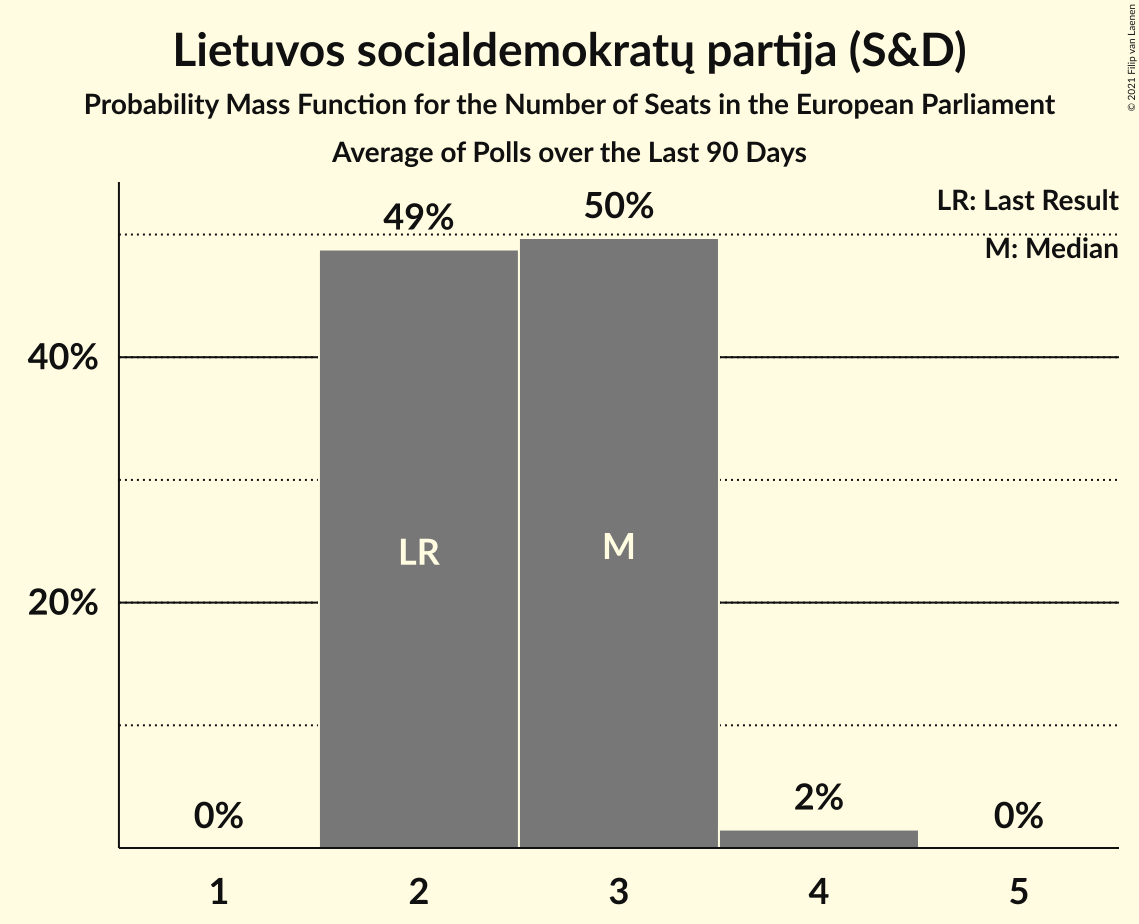 Lietuvos socialdemokratų partija (S&D)
Probability Mass Function for the Number of Seats in the European Parliament
Average of Polls over the Last 90 Days
© 2021 Filip van Laenen
LR: Last Result
M: Median
49%
50%
40%
20%
LR
M
0%
2%
0%
1
2
3
4
5